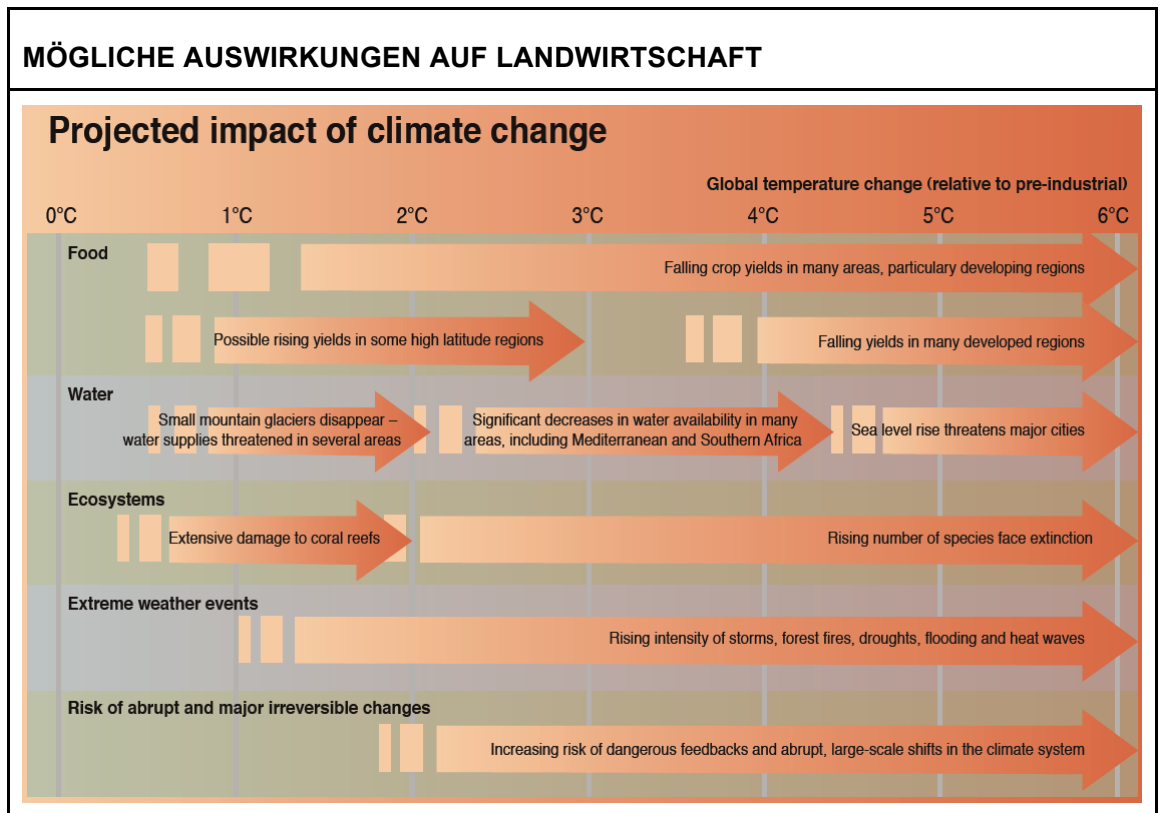 MÖGLICHE AUSWIRKUNGEN AUF LANDWIRTSCHAFT
Projected impact of climate change
Global temperature change (relative to pre-industrial)
0°C 1°C 2°C 3°C 4°C 5°C 6°C
Food
Falling crop yields in many areas, particulary developing regions
Possible rising yields in some high latitude regions
Falling yields in many developed regions
Water
Small mountain glaciers disappear –
water supplies threatened in several areas
Significant decreases in water availability in many
areas, including Mediterranean and Southern Africa
Sea level rise threatens major cities
Ecosystems
Extensive damage to coral reefs
Rising number of species face extinction
Extreme weather events
Rising intensity of storms, forest fires, droughts, flooding and heat waves
Risk of abrupt and major irreversible changes
Increasing risk of dangerous feedbacks and abrupt, large-scale shifts in the climate system